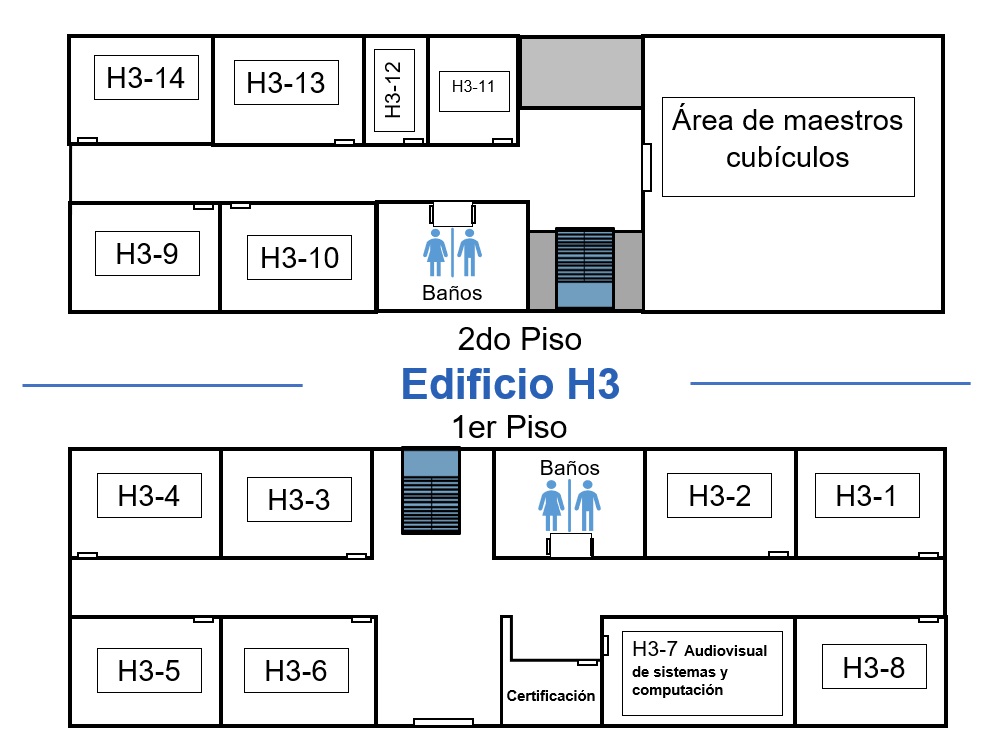 H3-14
H3-13
H3-12
H3-11
Área de maestros
cubículos
H3-9
H3-10
Baños
2do Piso
Edificio H3
1er Piso
H3-4
H3-3
Baños
H3-2
H3-1
H3-5
H3-6
Certificación
H3-7 Audiovisual
de sistemas y
computación
H3-8